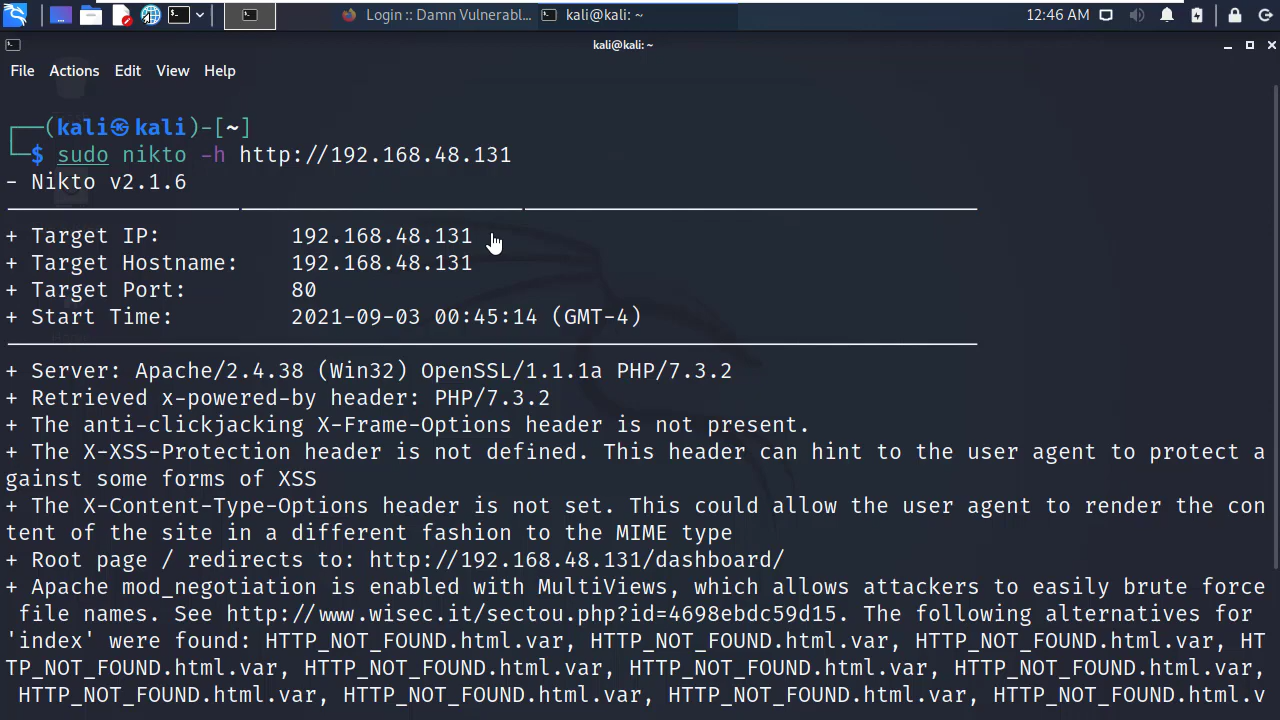 Login :: Damn Vulnerabl...
kali@kali: ~
12:46 AM
kali@kali: ~
File Actions Edit View Help
┌──(kali㉿kali)-[~]
└─$ sudo nikto -h http://192.168.48.131
- Nikto v2.1.6
+ Target IP: 192.168.48.131
+ Target Hostname: 192.168.48.131
+ Target Port: 80
+ Start Time: 2021-09-03 00:45:14 (GMT-4)
+ Server: Apache/2.4.38 (Win32) OpenSSL/1.1.1a PHP/7.3.2
+ Retrieved x-powered-by header: PHP/7.3.2
+ The anti-clickjacking X-Frame-Options header is not present.
+ The X-XSS-Protection header is not defined. This header can hint to the user agent to protect a
gainst some forms of XSS
+ The X-Content-Type-Options header is not set. This could allow the user agent to render the con
tent of the site in a different fashion to the MIME type
+ Root page / redirects to: http://192.168.48.131/dashboard/
+ Apache mod_negotiation is enabled with MultiViews, which allows attackers to easily brute force
file names. See http://www.wisec.it/sectou.php?id=4698ebdc59d15. The following alternatives for
'index' were found: HTTP_NOT_FOUND.html.var, HTTP_NOT_FOUND.html.var, HTTP_NOT_FOUND.html.var, HT
TP_NOT_FOUND.html.var, HTTP_NOT_FOUND.html.var, HTTP_NOT_FOUND.html.var, HTTP_NOT_FOUND.html.var,
HTTP_NOT_FOUND.html.var, HTTP_NOT_FOUND.html.var, HTTP_NOT_FOUND.html.var, HTTP_NOT_FOUND.html.v